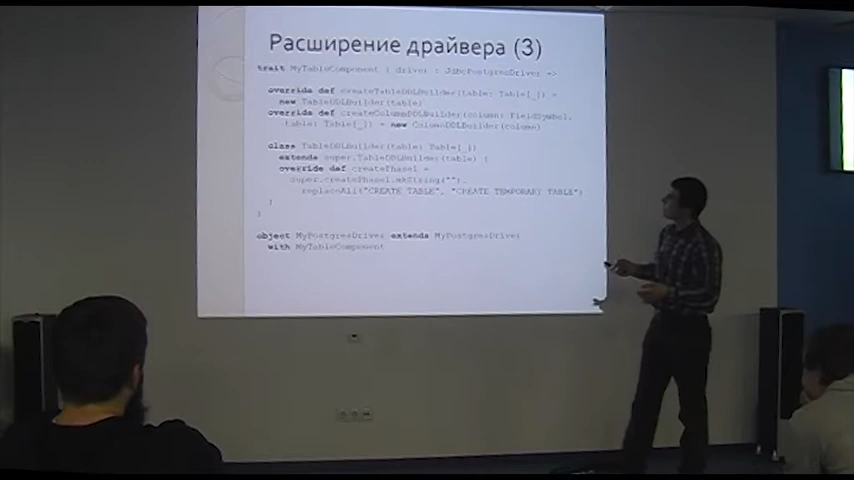 Расширение драйвера (3)
trait MyTableComponent { driver : JdbcPostgresDriver =>
override def createTableDDLBuilder(table: Table[_]) =
new TableDDLBuilder(table)
override def createColumnDDLBuilder(column: FieldSymbol,
table: Table[_]) = new ColumnDDLBuilder(column)
class TableDDLBuilder(table: Table[_])
extends super.TableDDLBuilder(table) {
override def createPhase1 =
super.createPhase1.mkString("").
replaceAll("CREATE TABLE", "CREATE TEMPORARY TABLE")
}
}
object MyPostgresDriver extends MyPostgresDriver
with MyTableComponent